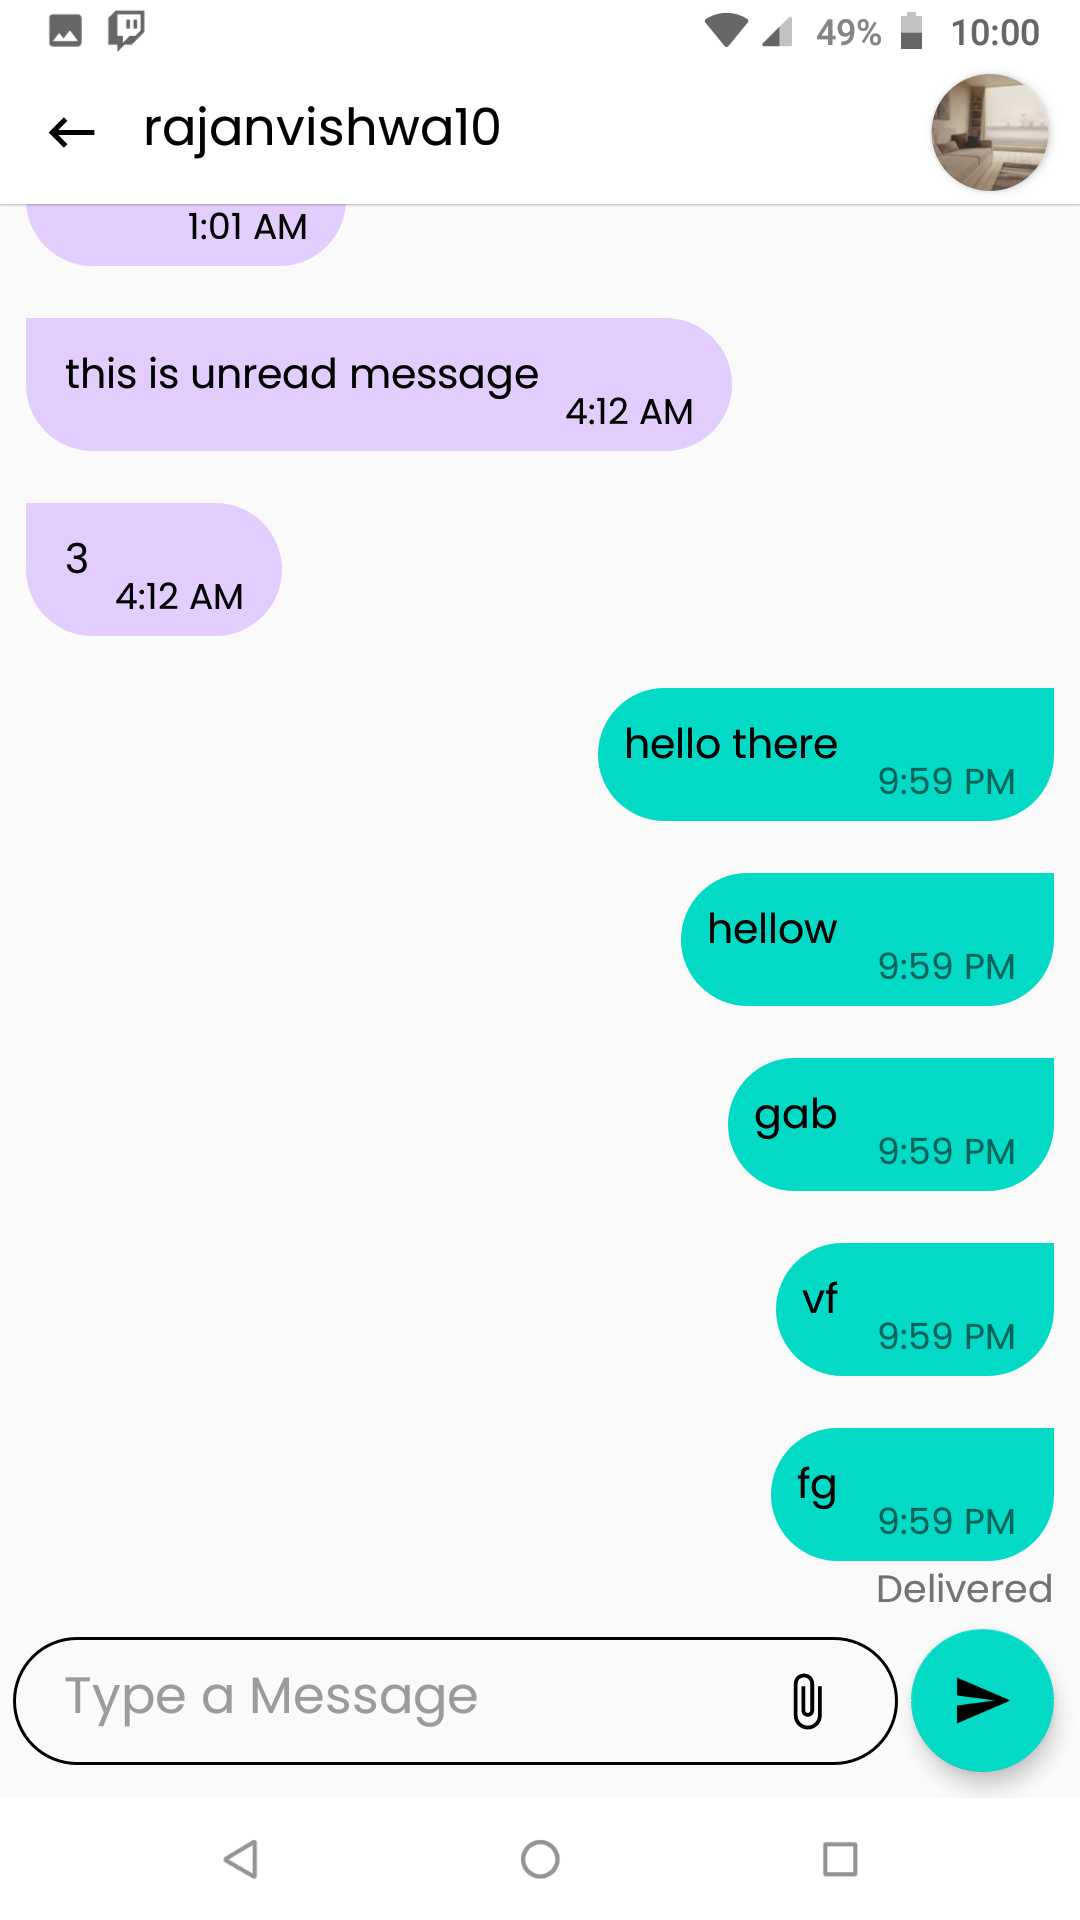 49% 10:00
rajanvishwa10
1:01 AM
this is unread message
4:12 AM
3
4:12 AM
hello there
9:59 PM
hellow
9:59 PM
gab
9:59 PM
vf
9:59 PM
fg
9:59 PM
Delivered
Type a Message